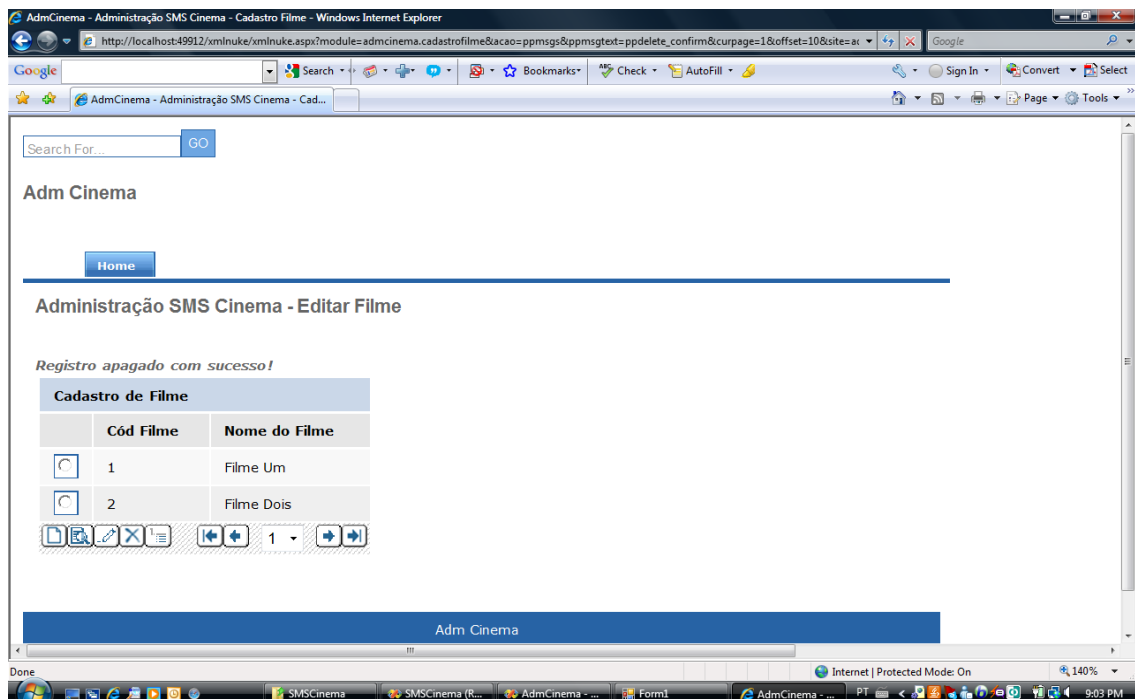 AdmCinema - Administração SMS Cinema - Cadastro Filme - Windows Internet Explorer
http://localhost:49912/xmlnuke/xmlnuke.aspx?module=admcinema.cadastrofilme&acao=ppmsgs&ppmsgtext=ppdelete_confirm&curpage=1&offset=10&site=ac
Google
Google Search Bookmarks Check AutoFill Sign In Convert Select
AdmCinema - Administração SMS Cinema - Cad... Page Tools
Search For... GO
Adm Cinema
Home
Administração SMS Cinema - Editar Filme
Registro apagado com sucesso!
Cadastro de Filme
Cód Filme Nome do Filme
1 Filme Um
2 Filme Dois
1
Adm Cinema
Done Internet | Protected Mode: On 140%
SMSCinema SMSCinema (R... AdmCinema - ... Form1 AdmCinema - ... PT 9:03 PM